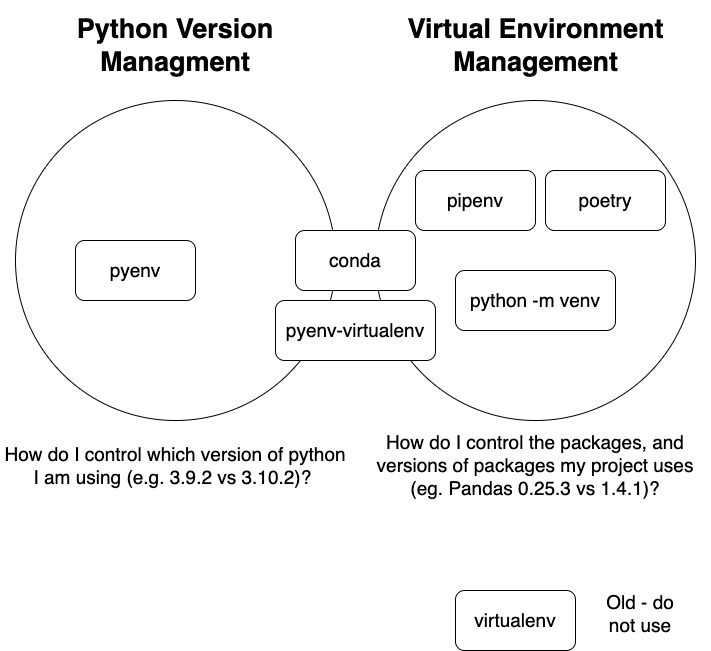 Python Version
Managment
Virtual Environment
Management
pipenv
poetry
pyenv
conda
python -m venv
pyenv-virtualenv
How do I control which version of python
I am using (e.g. 3.9.2 vs 3.10.2)?
How do I control the packages, and
versions of packages my project uses
(eg. Pandas 0.25.3 vs 1.4.1)?
virtualenv
Old - do
not use